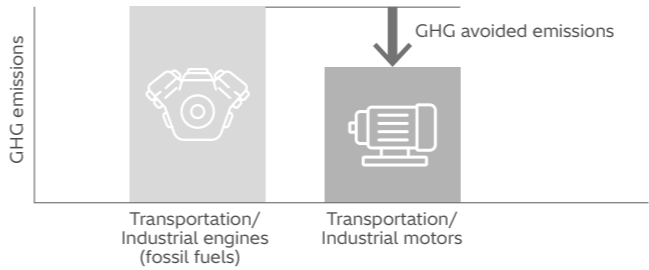 GHG emissions
GHG avoided emissions
Transportation/
Industrial engines
(fossil fuels)
Transportation/
Industrial motors